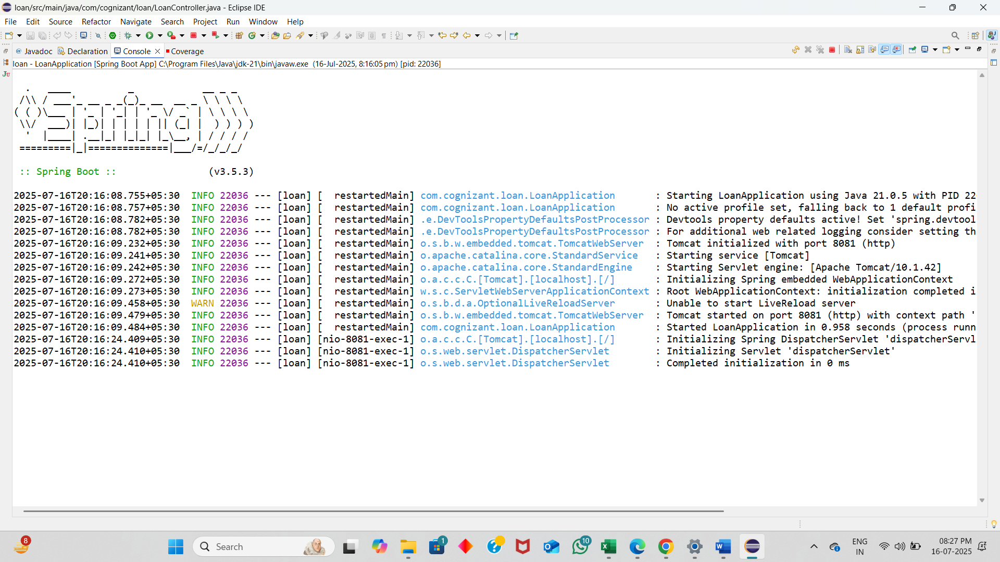 loan/src/main/java/com/cognizant/loan/LoanController.java - Eclipse IDE
File Edit Source Refactor Navigate Search Project Run Window Help
@ Javadoc Declaration Console Coverage
loan - LoanApplication [Spring Boot App] C:\Program Files\Java\jdk-21\bin\javaw.exe (16-Jul-2025, 8:16:05 pm) [pid: 22036]
Ju
:: Spring Boot :: (v3.5.3)
2025-07-16T20:16:08.755+05:30 INFO 22036 --- [loan] [ restartedMain] com.cognizant.loan.LoanApplication : Starting LoanApplication using Java 21.0.5 with PID 22
2025-07-16T20:16:08.757+05:30 INFO 22036 --- [loan] [ restartedMain] com.cognizant.loan.LoanApplication : No active profile set, falling back to 1 default profi
2025-07-16T20:16:08.782+05:30 INFO 22036 --- [loan] [ restartedMain] .e.DevToolsPropertyDefaultsPostProcessor : Devtools property defaults active! Set 'spring.devtool
2025-07-16T20:16:08.782+05:30 INFO 22036 --- [loan] [ restartedMain] .e.DevToolsPropertyDefaultsPostProcessor : For additional web related logging consider setting th
2025-07-16T20:16:09.232+05:30 INFO 22036 --- [loan] [ restartedMain] o.s.b.w.embedded.tomcat.TomcatWebServer : Tomcat initialized with port 8081 (http)
2025-07-16T20:16:09.241+05:30 INFO 22036 --- [loan] [ restartedMain] o.apache.catalina.core.StandardService : Starting service [Tomcat]
2025-07-16T20:16:09.242+05:30 INFO 22036 --- [loan] [ restartedMain] o.apache.catalina.core.StandardEngine : Starting Servlet engine: [Apache Tomcat/10.1.42]
2025-07-16T20:16:09.272+05:30 INFO 22036 --- [loan] [ restartedMain] o.a.c.c.C.[Tomcat].[localhost].[/] : Initializing Spring embedded WebApplicationContext
2025-07-16T20:16:09.273+05:30 INFO 22036 --- [loan] [ restartedMain] w.s.c.ServletWebServerApplicationContext : Root WebApplicationContext: initialization completed i
2025-07-16T20:16:09.458+05:30 WARN 22036 --- [loan] [ restartedMain] o.s.b.d.a.OptionalLiveReloadServer : Unable to start LiveReload server
2025-07-16T20:16:09.479+05:30 INFO 22036 --- [loan] [ restartedMain] o.s.b.w.embedded.tomcat.TomcatWebServer : Tomcat started on port 8081 (http) with context path '
2025-07-16T20:16:09.484+05:30 INFO 22036 --- [loan] [ restartedMain] com.cognizant.loan.LoanApplication : Started LoanApplication in 0.958 seconds (process runn
2025-07-16T20:16:24.409+05:30 INFO 22036 --- [loan] [nio-8081-exec-1] o.a.c.c.C.[Tomcat].[localhost].[/] : Initializing Spring DispatcherServlet 'dispatcherServl
2025-07-16T20:16:24.410+05:30 INFO 22036 --- [loan] [nio-8081-exec-1] o.s.web.servlet.DispatcherServlet : Initializing Servlet 'dispatcherServlet'
2025-07-16T20:16:24.410+05:30 INFO 22036 --- [loan] [nio-8081-exec-1] o.s.web.servlet.DispatcherServlet : Completed initialization in 0 ms
8 Search 1 10 ENG 08:27 PM
IN 16-07-2025